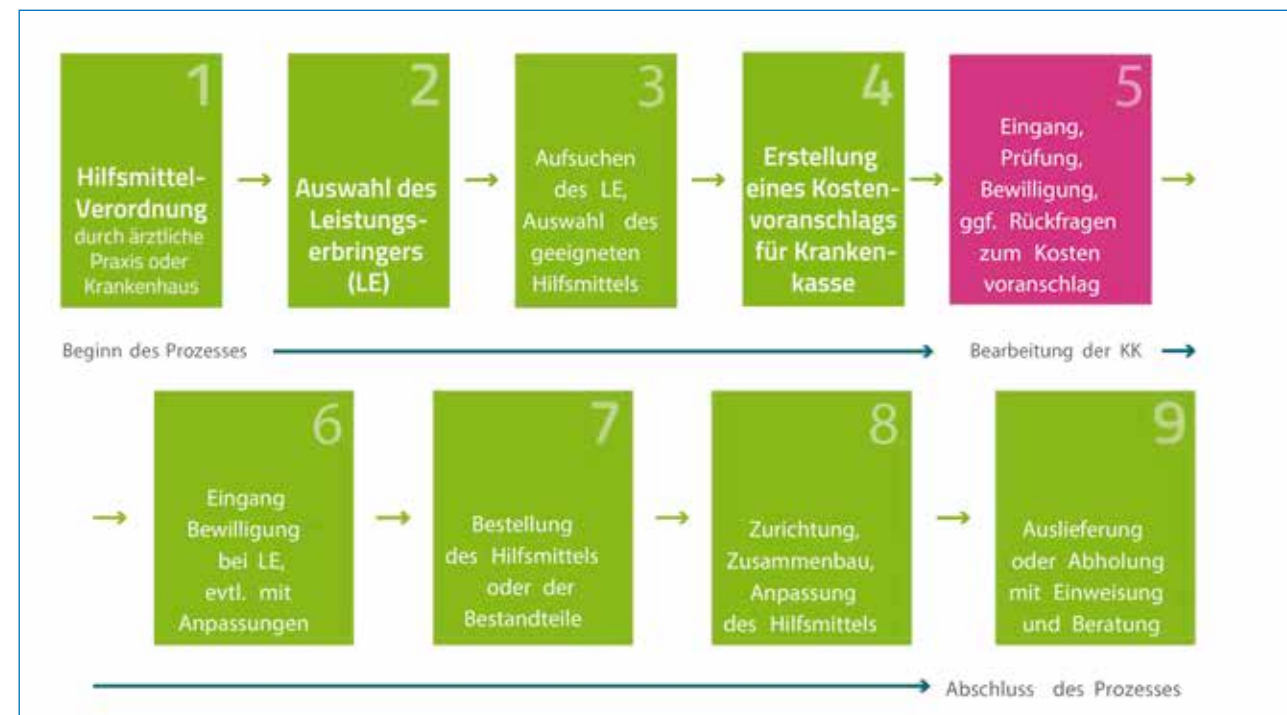 1
Hilfsmittel-
Verordnung
durch ärztliche
Praxis oder
Krankenhaus
2
Auswahl des
Leistungs-
erbringers
(LE)
3
Aufsuchen
des LE,
Auswahl des
geeigneten
Hilfsmittels
4
Erstellung
eines Kosten-
voranschlags
für Kranken-
kasse
5
Eingang,
Prüfung,
Bewilligung,
ggf. Rückfragen
zum Kosten
voranschlag
Beginn des Prozesses
Bearbeitung der KK
6
Eingang
Bewilligung
bei LE,
evtl. mit
Anpassungen
7
Bestellung
des Hilfsmittels
oder der
Bestandteile
8
Zurichtung,
Zusammenbau,
Anpassung
des Hilfsmittels
9
Auslieferung
oder Abholung
mit Einweisung
und Beratung
Abschluss des Prozesses